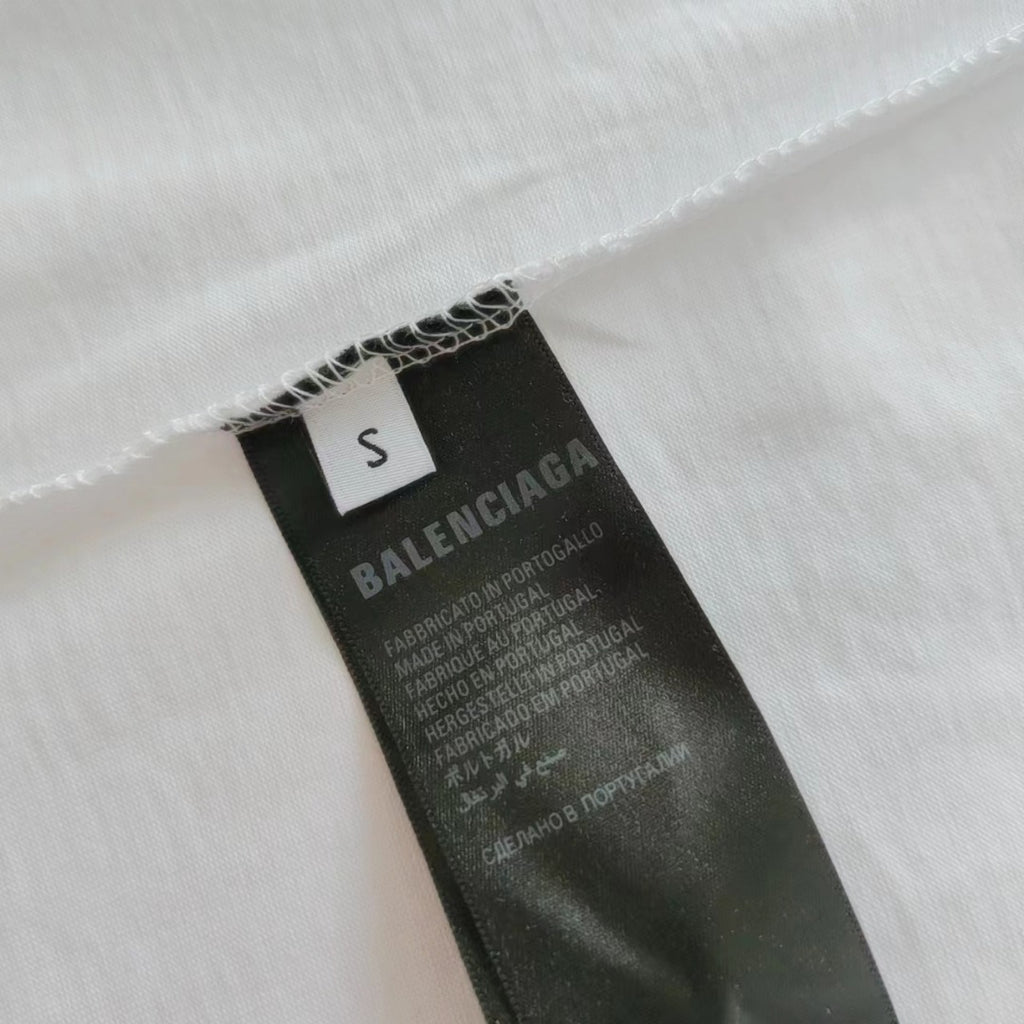 S
BALENCIAGA
FABBRICATO IN PORTOGALLO
MADE IN PORTUGAL
FABRIQUE AU PORTUGAL.
HECHO EN PORTUGAL
HERGESTELLT IN PORTUGAL
FABRICADO EM PORTUGAL
ポルトガル
صنع في البرتغال
СДЕЛАНО В ПОРТУГАЛИИ